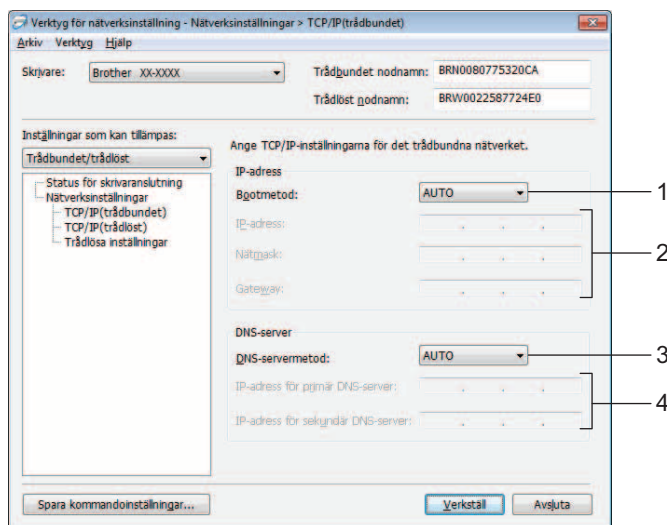 Verktyg för nätverksinställning - Nätverksinställningar > TCP/IP(trådbundet)
Arkiv Verktyg Hjälp
Skrivare: Brother XX-XXXX
Trådbundet nodnamn: BRN0080775320CA
Trådlöst nodnamn: BRW0022587724E0
Inställningar som kan tillämpas:
Trådbundet/trådlöst
Status för skrivaranslutning
Nätverksinställningar
TCP/IP(trådbundet)
TCP/IP(trådlöst)
Trådlösa inställningar
Ange TCP/IP-inställningarna för det trådbundna nätverket.
IP-adress
Bootmetod: AUTO 1
IP-adress: . . .
Nätmask: . . . 2
Gateway: . . .
DNS-server
DNS-servermetod: AUTO 3
IP-adress för primär DNS-server: . . .
4
IP-adress för sekundär DNS-server: . . .
Spara kommandoinställningar... Verkställ Avsluta